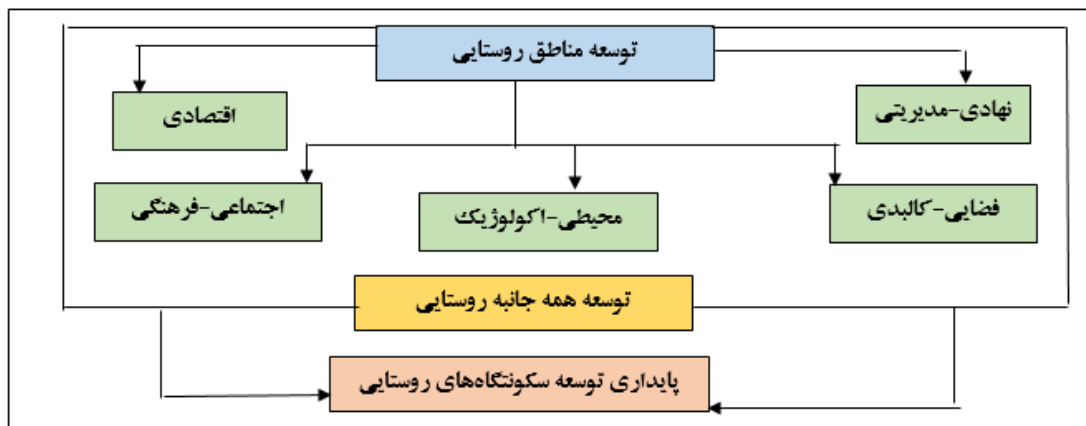 توسعه مناطق روستایی
نهادی-مدیریتی
اقتصادی
فضایی-کالبدی
محیطی-اکولوژیک
اجتماعی-فرهنگی
توسعه همه جانبه روستایی
پایداری توسعه سکونتگاه‌های روستایی